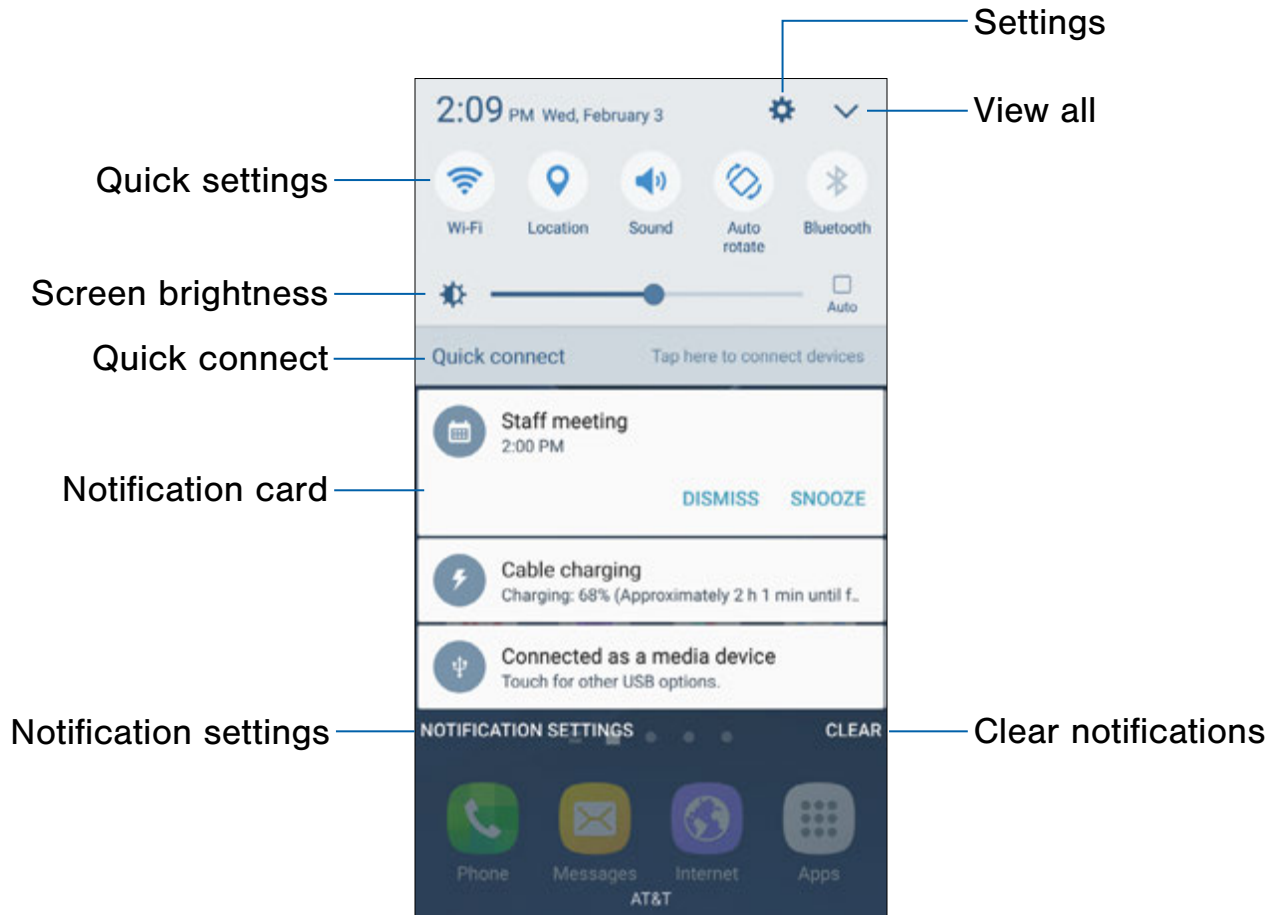 Settings
2:09 PM Wed, February 3
View all
Quick settings
Wi-Fi
Location
Sound
Auto
rotate
Bluetooth
Screen brightness
Auto
Quick connect
Quick connect
Tap here to connect devices
Staff meeting
2:00 PM
Notification card
DISMISS
SNOOZE
Cable charging
Charging: 68% (Approximately 2 h 1 min until f..
Connected as a media device
Touch for other USB options.
Notification settings
NOTIFICATION SETTINGS
CLEAR
Clear notifications
Phone
Messages
Internet
Apps
AT&T